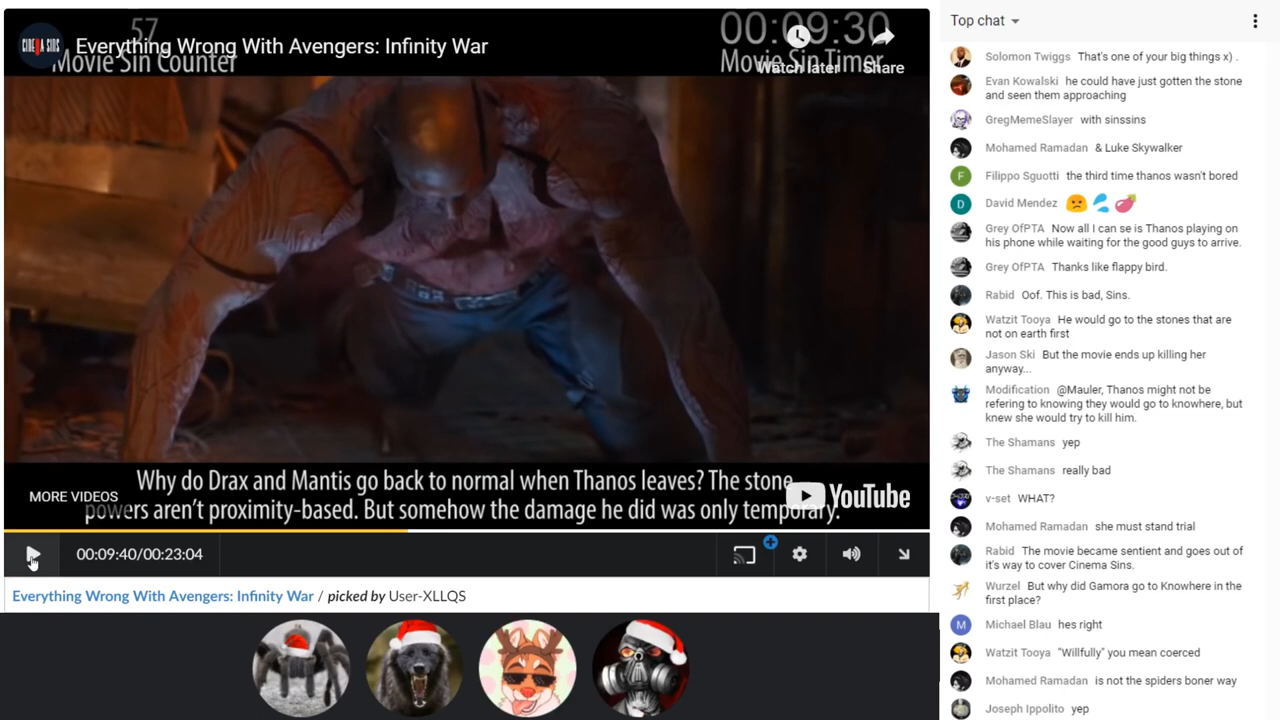 57
00:09:30
CINEMA SINS
Everything Wrong With Avengers: Infinity War
Movie Sin Counter
Movie Sin Timer
Watch later
Share
Why do Drax and Mantis go back to normal when Thanos leaves? The stone
powers aren't proximity-based. But somehow the damage he did was only temporary.
MORE VIDEOS
YouTube
00:09:40/00:23:04
Everything Wrong With Avengers: Infinity War / picked by User-XLLQS
Top chat
Solomon Twiggs That's one of your big things x) .
Evan Kowalski he could have just gotten the stone
and seen them approaching
GregMemeSlayer with sinssins
Mohamed Ramadan & Luke Skywalker
F
Filippo Sguotti the third time thanos wasn't bored
D
David Mendez
Grey OfPTA Now all I can se is Thanos playing on
his phone while waiting for the good guys to arrive.
Grey OfPTA Thanks like flappy bird.
Rabid Oof. This is bad, Sins.
Watzit Tooya He would go to the stones that are
not on earth first
Jason Ski But the movie ends up killing her
anyway...
Modification @Mauler, Thanos might not be
refering to knowing they would go to knowhere, but
knew she would try to kill him.
The Shamans yep
The Shamans really bad
v-set WHAT?
Mohamed Ramadan she must stand trial
Rabid The movie became sentient and goes out of
it's way to cover Cinema Sins.
Wurzel But why did Gamora go to Knowhere in the
first place?
M
Michael Blau hes right
Watzit Tooya "Willfully" you mean coerced
Mohamed Ramadan is not the spiders boner way
Joseph Ippolito yep